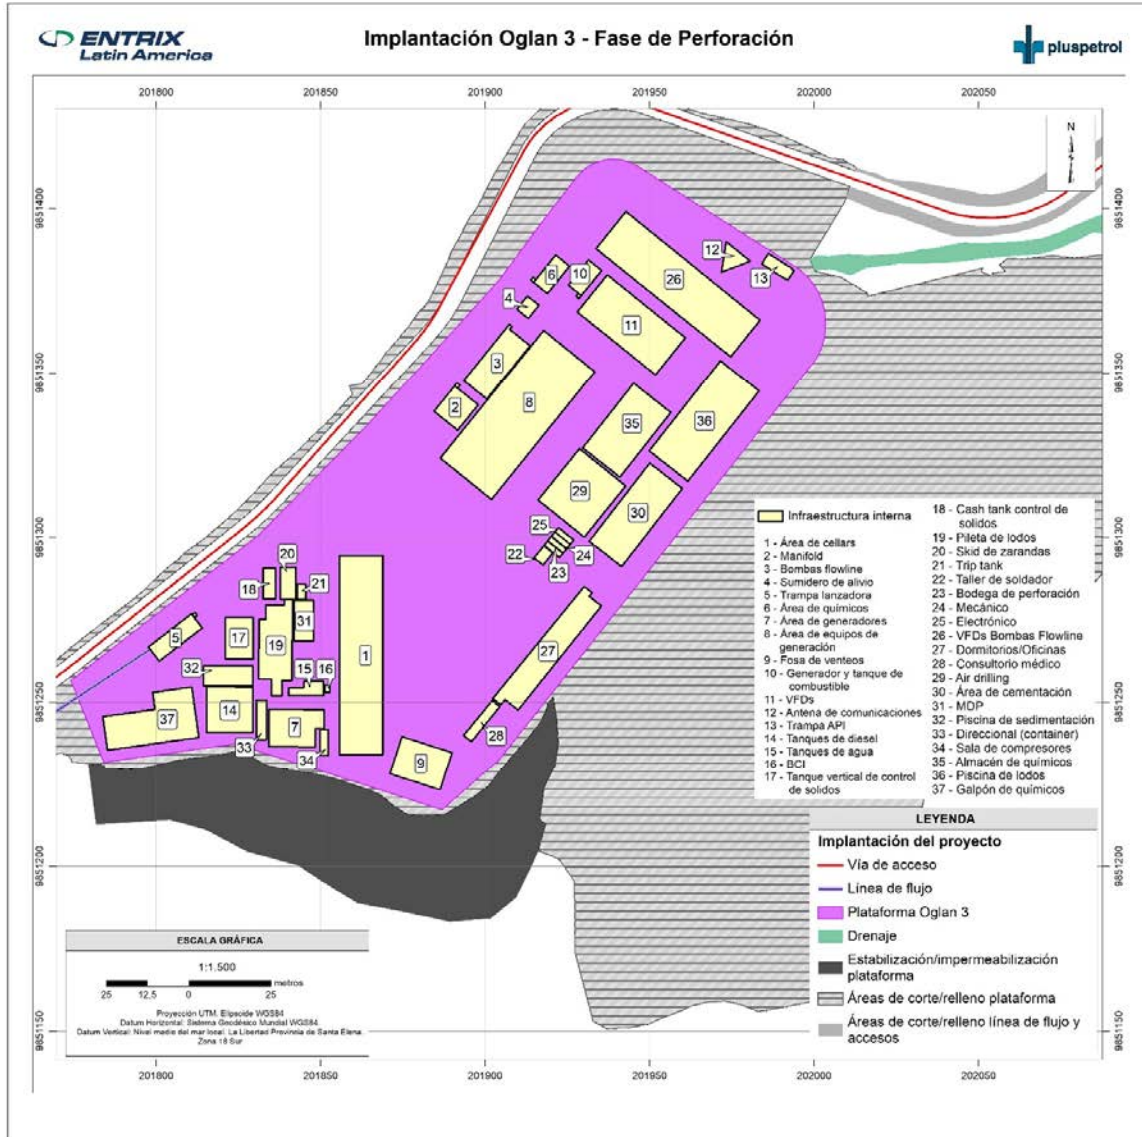 ENTRIX
Latin America
Implantación Oglan 3 - Fase de Perforación
pluspetrol
201800 201850 201900 201950 202000 202050
N
9851400 9851400
9851350 9851350
9851300 9851300
9851250 9851250
9851200 9851200
9851150 9851150
12
13
26
6
10
4
11
3
8
2
35
36
29
30
25
22
23
24
20
18
21
31
5
17
19
1
32
15
16
27
14
37
7
33
34
28
9
Infraestructura interna
1 - Área de cellars
2 - Manifold
3 - Bombas flowline
4 - Sumidero de alivio
5 - Trampa lanzadora
6 - Área de químicos
7 - Área de generadores
8 - Área de equipos de
generación
9 - Fosa de venteos
10 - Generador y tanque de
combustible
11 - VFDs
12 - Antena de comunicaciones
13 - Trampa API
14 - Tanques de diesel
15 - Tanques de agua
16 - BCI
17 - Tanque vertical de control
de solidos
18 - Cash tank control de
solidos
19 - Pileta de lodos
20 - Skid de zarandas
21 - Trip tank
22 - Taller de soldador
23 - Bodega de perforación
24 - Mecánico
25 - Electrónico
26 - VFDs Bombas Flowline
27 - Dormitorios/Oficinas
28 - Consultorio médico
29 - Air drilling
30 - Área de cementación
31 - MDP
32 - Piscina de sedimentación
33 - Direccional (container)
34 - Sala de compresores
35 - Almacén de químicos
36 - Piscina de lodos
37 - Galpón de químicos
LEYENDA
Implantación del proyecto
Vía de acceso
Línea de flujo
Plataforma Oglan 3
Drenaje
Estabilización/impermeabilización
plataforma
Áreas de corte/relleno plataforma
Áreas de corte/relleno línea de flujo y
accesos
ESCALA GRÁFICA
1:1.500
metros
25 12,5 0 25
Proyección UTM. Elipsoide WGS84
Datum Horizontal: Sistema Geodésico Mundial WGS84
Datum Vertical: Nivel medio del mar local: La Libertad Provincia de Santa Elena.
Zona 18 Sur
201800 201850 201900 201950 202000 202050